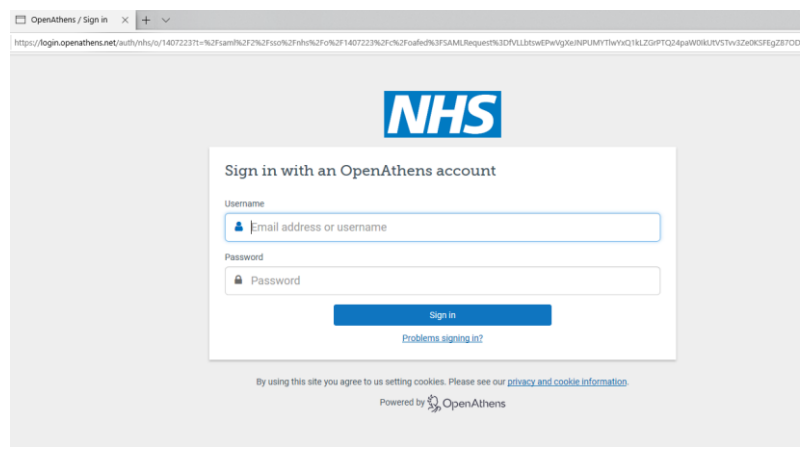 OpenAthens / Sign in
https://login.openathens.net/auth/nhs/o/1407223?t=%2Fsaml%2F2%2Fsso%2Fnhs%2Fo%2F1407223%2Fc%2Foafed%3FSAMLRequest%3DfVLLbtswEPwVgXeJNPUMYTlwYxQ1kLZGrPTQ24paW0IkUtVSTvv3Ze0KSFEgZ87OD
NHS
Sign in with an OpenAthens account
Username
Email address or username
Password
Password
Sign in
Problems signing in?
By using this site you agree to us setting cookies. Please see our privacy and cookie information.
Powered by OpenAthens